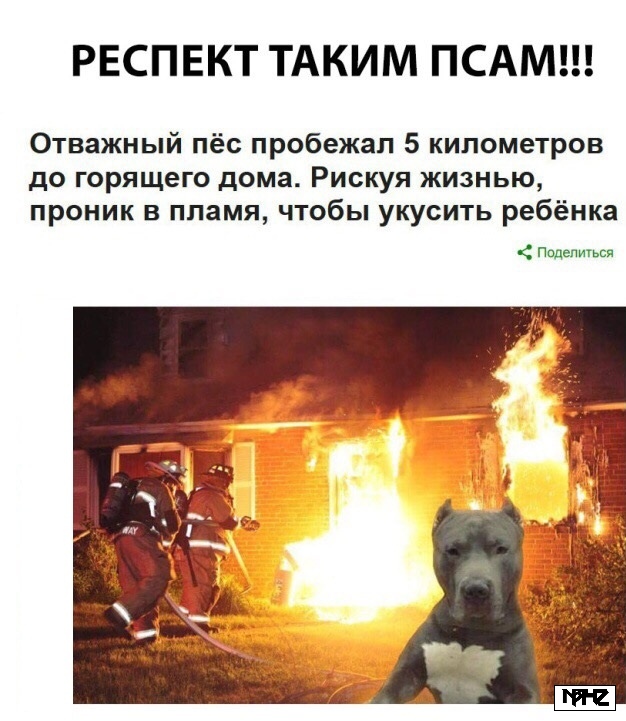 РЕСПЕКТ ТАКИМ ПСАМ!!!
Отважный пёс пробежал 5 километров
до горящего дома. Рискуя жизнью,
проник в пламя, чтобы укусить ребёнка
Поделиться
WAY